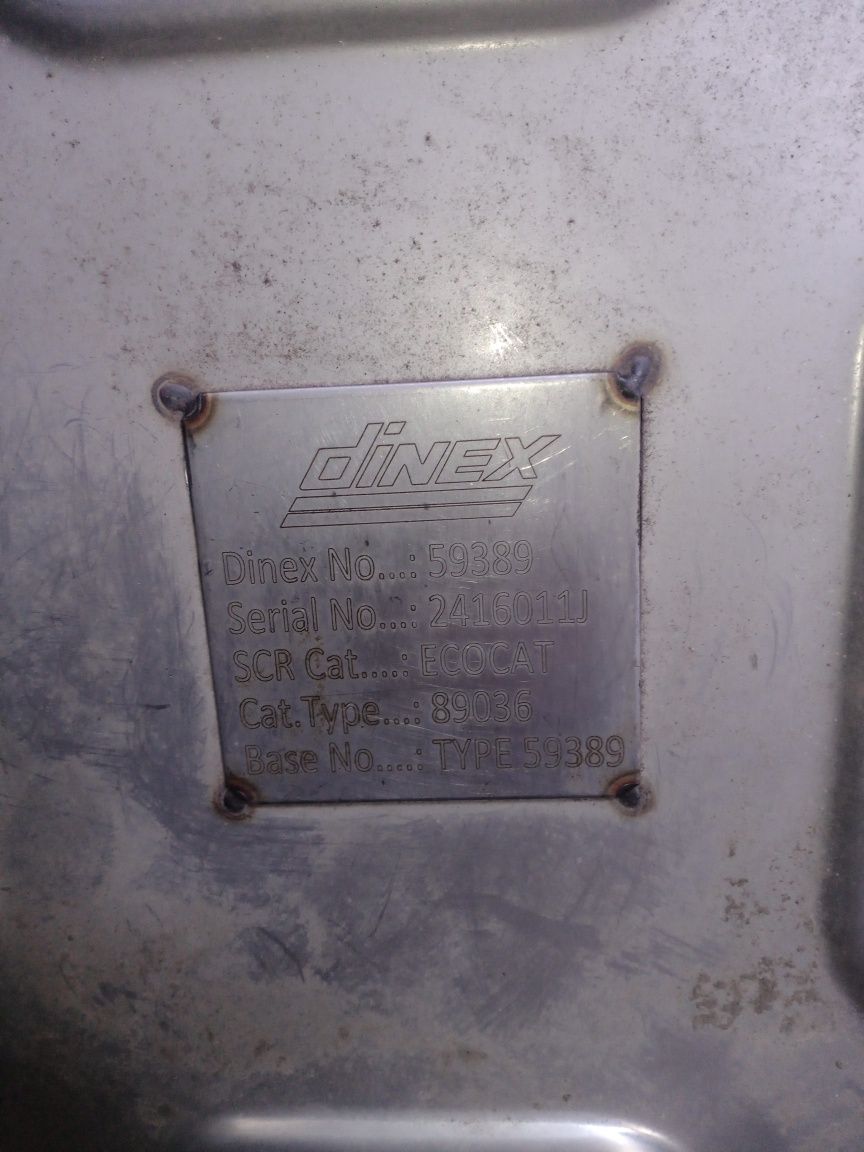 dinex
Dinex No...: 59389
Serial No...: 2416011J
SCR Cat....: ECOCAT
Cat.Type...: 89036
Base No....: TYPE 59389